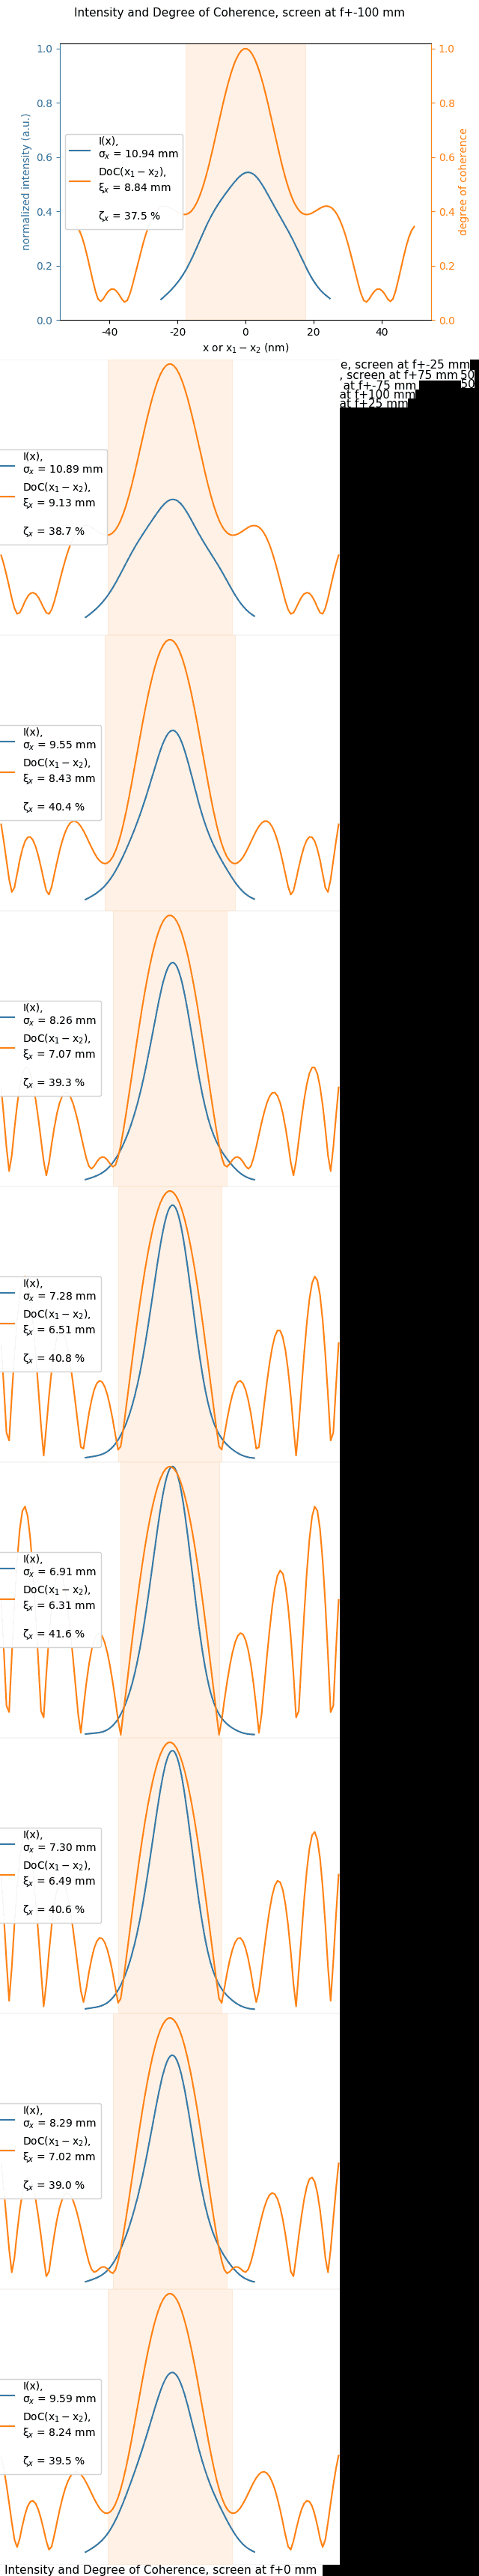 Intensity and Degree of Coherence, screen at f+-100 mm
1.0
0.8
0.6
0.4
0.2
0.0
normalized intensity (a.u.)
I(x),
σx = 10.94 mm
DoC(x1 − x2),
ξx = 8.84 mm
ζx = 37.5 %
1.0
0.8
0.6
0.4
0.2
0.0
degree of coherence
-40
-20
0
20
40
x or x1 − x2 (nm)
e, screen at f+-25 mm
, screen at f+75 mm 50
at f+-75 mm 50
at f+100 mm
at f+25 mm
I(x),
σx = 10.89 mm
DoC(x1 − x2),
ξx = 9.13 mm
ζx = 38.7 %
I(x),
σx = 9.55 mm
DoC(x1 − x2),
ξx = 8.43 mm
ζx = 40.4 %
I(x),
σx = 8.26 mm
DoC(x1 − x2),
ξx = 7.07 mm
ζx = 39.3 %
I(x),
σx = 7.28 mm
DoC(x1 − x2),
ξx = 6.51 mm
ζx = 40.8 %
I(x),
σx = 6.91 mm
DoC(x1 − x2),
ξx = 6.31 mm
ζx = 41.6 %
I(x),
σx = 7.30 mm
DoC(x1 − x2),
ξx = 6.49 mm
ζx = 40.6 %
I(x),
σx = 8.29 mm
DoC(x1 − x2),
ξx = 7.02 mm
ζx = 39.0 %
I(x),
σx = 9.59 mm
DoC(x1 − x2),
ξx = 8.24 mm
ζx = 39.5 %
Intensity and Degree of Coherence, screen at f+0 mm